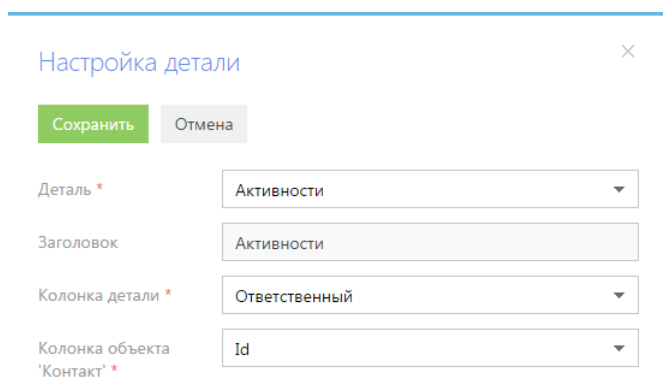 Настройка детали
Сохранить Отмена
Деталь * Активности
Заголовок Активности
Колонка детали * Ответственный
Колонка объекта Id
'Контакт' *